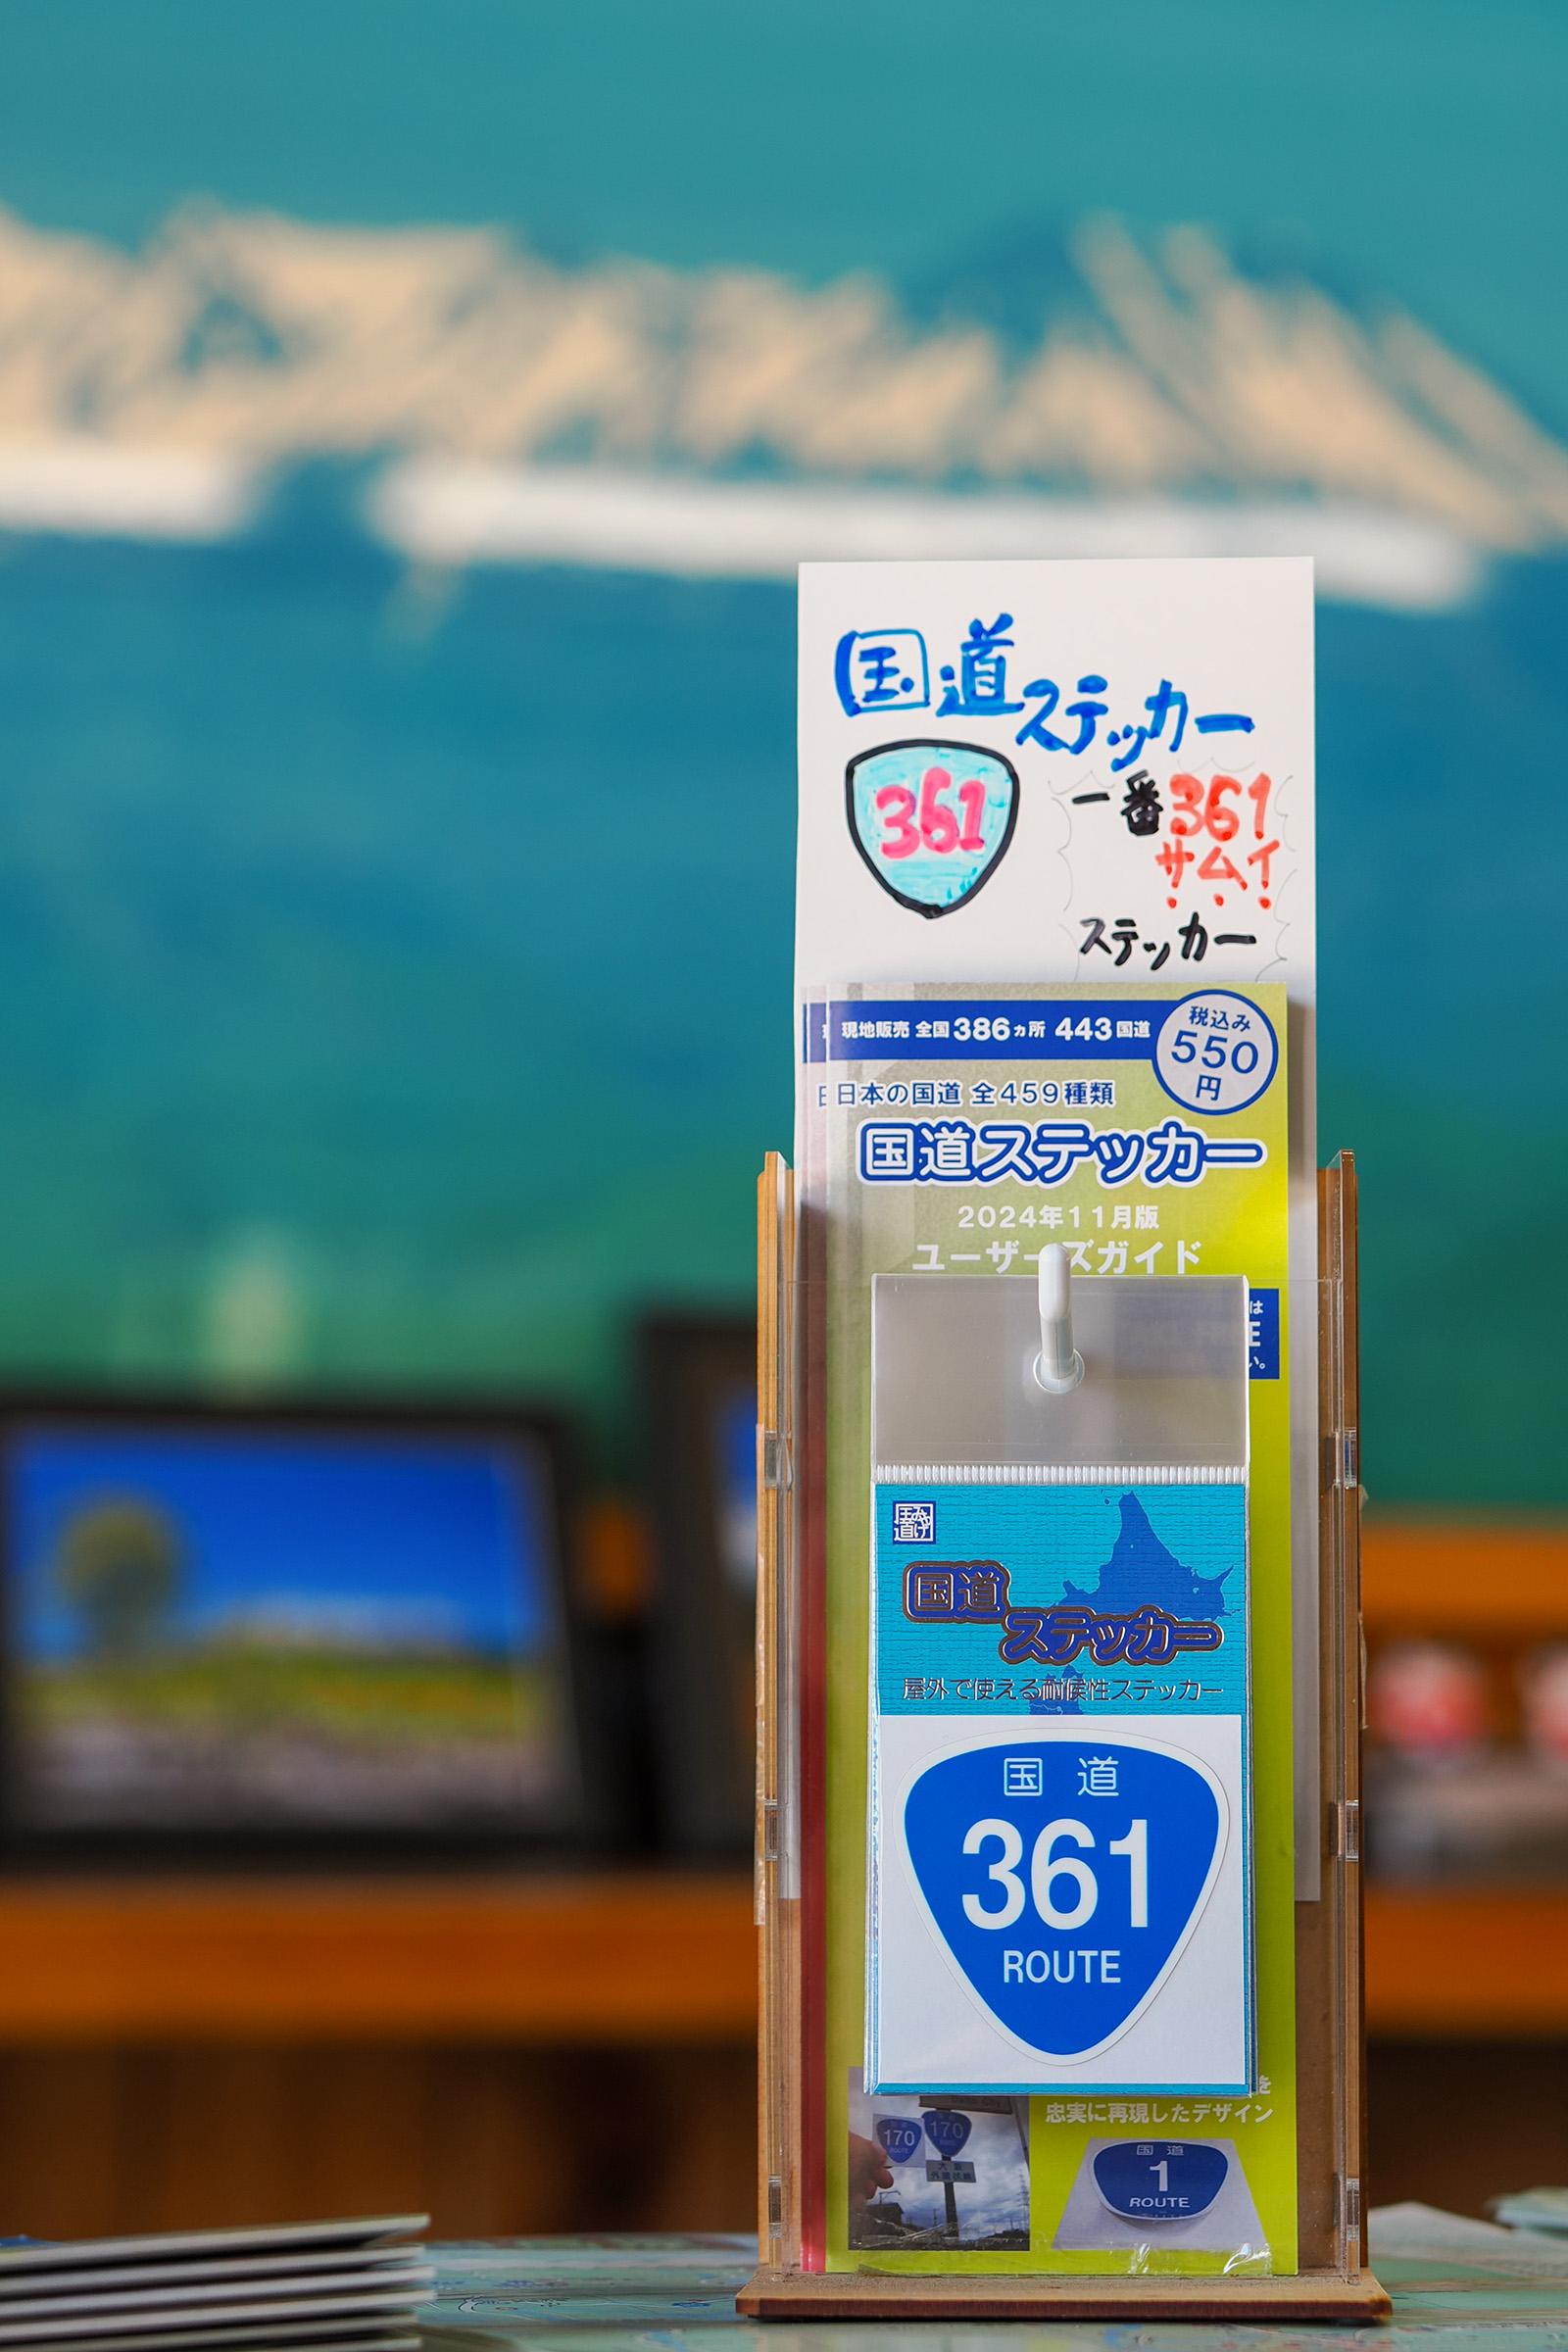 国道ステッカー
361
一番361
サムイ
ステッカー
現地販売 全国386ヵ所 443国道
税込み
550
円
日本の国道 全459種類
国道ステッカー
2024年11月版
ユーザーズガイド
は
E
い。
国道
ステッカー
屋外で使える耐候性ステッカー
国道
361
ROUTE
を
忠実に再現したデザイン
170
170
国道
1
ROUTE